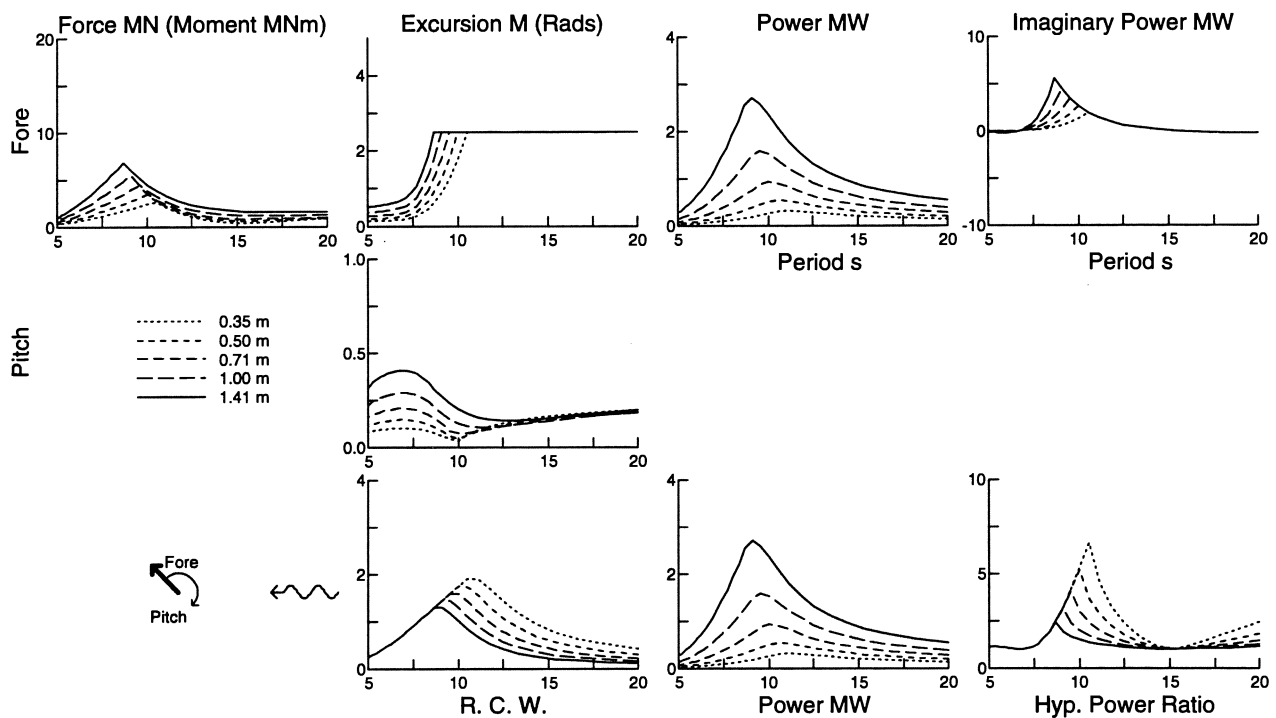 Force MN (Moment MNm)
Excursion M (Rads)
Power MW
Imaginary Power MW
Fore
20
10
0
5 10 15 20
4
2
0
5 10 15 20
4
2
0
5 10 15 20
Period s
10
0
-10
5 10 15 20
Period s
Pitch
0.35 m
0.50 m
0.71 m
1.00 m
1.41 m
1.0
0.5
0.0
5 10 15 20
Fore
Pitch
4
2
0
5 10 15 20
R. C. W.
4
2
0
5 10 15 20
Power MW
10
5
0
5 10 15 20
Hyp. Power Ratio